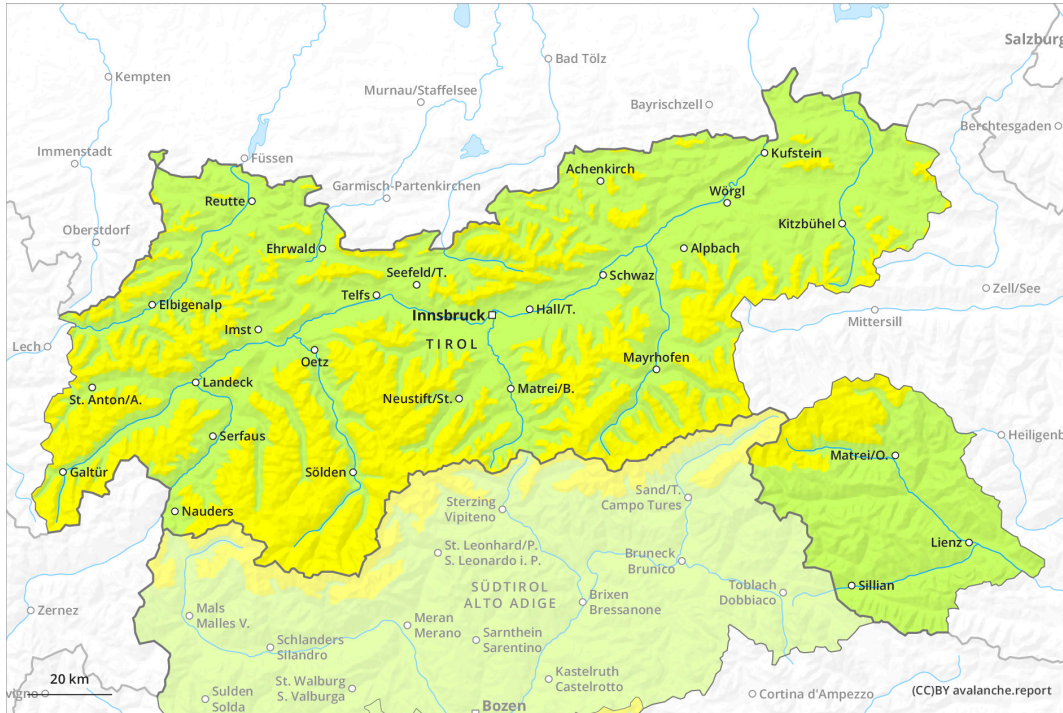 Salzburg
Bad Tölz
Kempten
Murnau/Staffelsee
Bayrischzell
Berchtesgaden
Immenstadt
Füssen
Kufstein
Achenkirch
Garmisch-Partenkirchen
Reutte
Wörgl
Oberstdorf
Kitzbühel
Ehrwald
Alpbach
Seefeld/T.
Schwaz
Zell/See
Telfs
Elbigenalp
Innsbruck
Hall/T.
Mittersill
Imst
Lech
TIROL
Oetz
Mayrhofen
Landeck
St. Anton/A.
Matrei/B.
Neustift/St.
Serfaus
Heiligenb
Matrei/O.
Galtür
Sölden
Sand/T.
Campo Tures
Sterzing
Vipiteno
Nauders
Lienz
St. Leonhard/P.
S. Leonardo i. P.
Bruneck
Brunico
Sillian
SÜDTIROL
ALTO ADIGE
Toblach
Dobbiaco
Brixen
Bressanone
Zernez
Mals
Malles V.
Meran
Merano
Sarnthein
Sarentino
Schlanders
Silandro
Kastelruth
Castelrotto
St. Walburg
S. Valburga
vigno
20 km
Sulden
Solda
Cortina d'Ampezzo
(CC)BY avalanche.report
Bozen